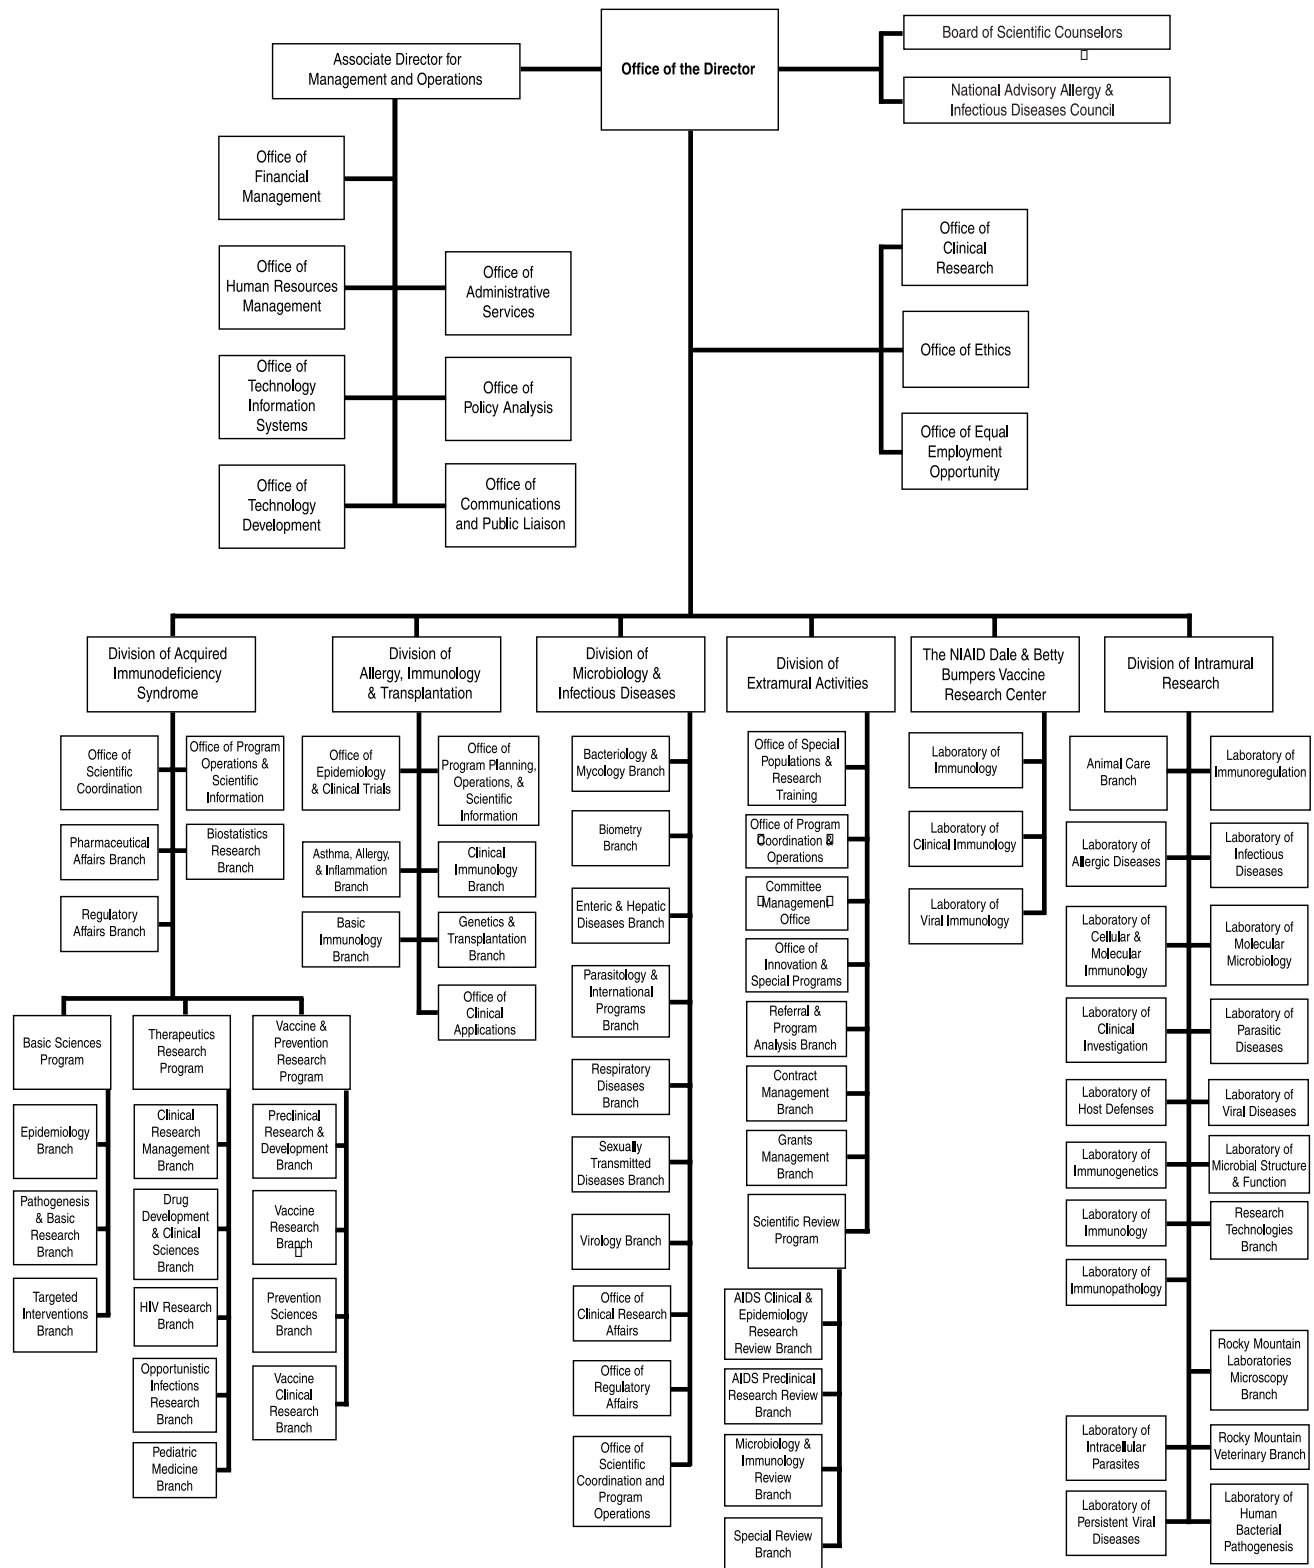 Associate Director for
Management and Operations
Office of the Director
Board of Scientific Counselors
National Advisory Allergy &
Infectious Diseases Council
Office of
Financial
Management
Office of
Human Resources
Management
Office of
Administrative
Services
Office of
Technology
Information
Systems
Office of
Policy Analysis
Office of
Technology
Development
Office of
Communications
and Public Liaison
Office of
Clinical
Research
Office of Ethics
Office of Equal
Employment
Opportunity
Division of Acquired
Immunodeficiency
Syndrome
Division of
Allergy, Immunology
& Transplantation
Division of
Microbiology &
Infectious Diseases
Division of
Extramural Activities
The NIAID Dale & Betty
Bumpers Vaccine
Research Center
Division of Intramural
Research
Office of
Scientific
Coordination
Office of Program
Operations &
Scientific
Information
Pharmaceutical
Affairs Branch
Biostatistics
Research
Branch
Regulatory
Affairs Branch
Basic Sciences
Program
Therapeutics
Research
Program
Vaccine &
Prevention
Research
Program
Epidemiology
Branch
Pathogenesis
& Basic
Research
Branch
Targeted
Interventions
Branch
Clinical
Research
Management
Branch
Drug
Development
& Clinical
Sciences
Branch
HIV Research
Branch
Opportunistic
Infections
Research
Branch
Pediatric
Medicine
Branch
Preclinical
Research &
Development
Branch
Vaccine
Research
Branch
Prevention
Sciences
Branch
Vaccine
Clinical
Research
Branch
Office of
Epidemiology
& Clinical Trials
Office of
Program Planning,
Operations, &
Scientific
Information
Asthma, Allergy,
& Inflammation
Branch
Clinical
Immunology
Branch
Basic
Immunology
Branch
Genetics &
Transplantation
Branch
Office of
Clinical
Applications
Bacteriology &
Mycology Branch
Biometry
Branch
Enteric & Hepatic
Diseases Branch
Parasitology &
International
Programs
Branch
Respiratory
Diseases
Branch
Sexually
Transmitted
Diseases Branch
Virology Branch
Office of
Clinical Research
Affairs
Office of
Regulatory
Affairs
Office of
Scientific
Coordination and
Program
Operations
Office of Special
Populations &
Research
Training
Office of Program
Coordination &
Operations
Committee
Management
Office
Office of
Innovation &
Special Programs
Referral &
Program
Analysis Branch
Contract
Management
Branch
Grants
Management
Branch
Scientific Review
Program
AIDS Clinical &
Epidemiology
Research
Review Branch
AIDS Preclinical
Research Review
Branch
Microbiology &
Immunology
Review
Branch
Special Review
Branch
Laboratory of
Immunology
Laboratory of
Clinical Immunology
Laboratory of
Viral Immunology
Animal Care
Branch
Laboratory of
Immunoregulation
Laboratory of
Allergic Diseases
Laboratory of
Infectious
Diseases
Laboratory of
Cellular &
Molecular
Immunology
Laboratory of
Molecular
Microbiology
Laboratory of
Clinical
Investigation
Laboratory of
Parasitic
Diseases
Laboratory of
Host Defenses
Laboratory of
Viral Diseases
Laboratory of
Immunogenetics
Laboratory of
Microbial Structure
& Function
Laboratory of
Immunology
Research
Technologies
Branch
Laboratory of
Immunopathology
Rocky Mountain
Laboratories
Microscopy
Branch
Laboratory of
Intracellular
Parasites
Rocky Mountain
Veterinary Branch
Laboratory of
Persistent Viral
Diseases
Laboratory of
Human
Bacterial
Pathogenesis